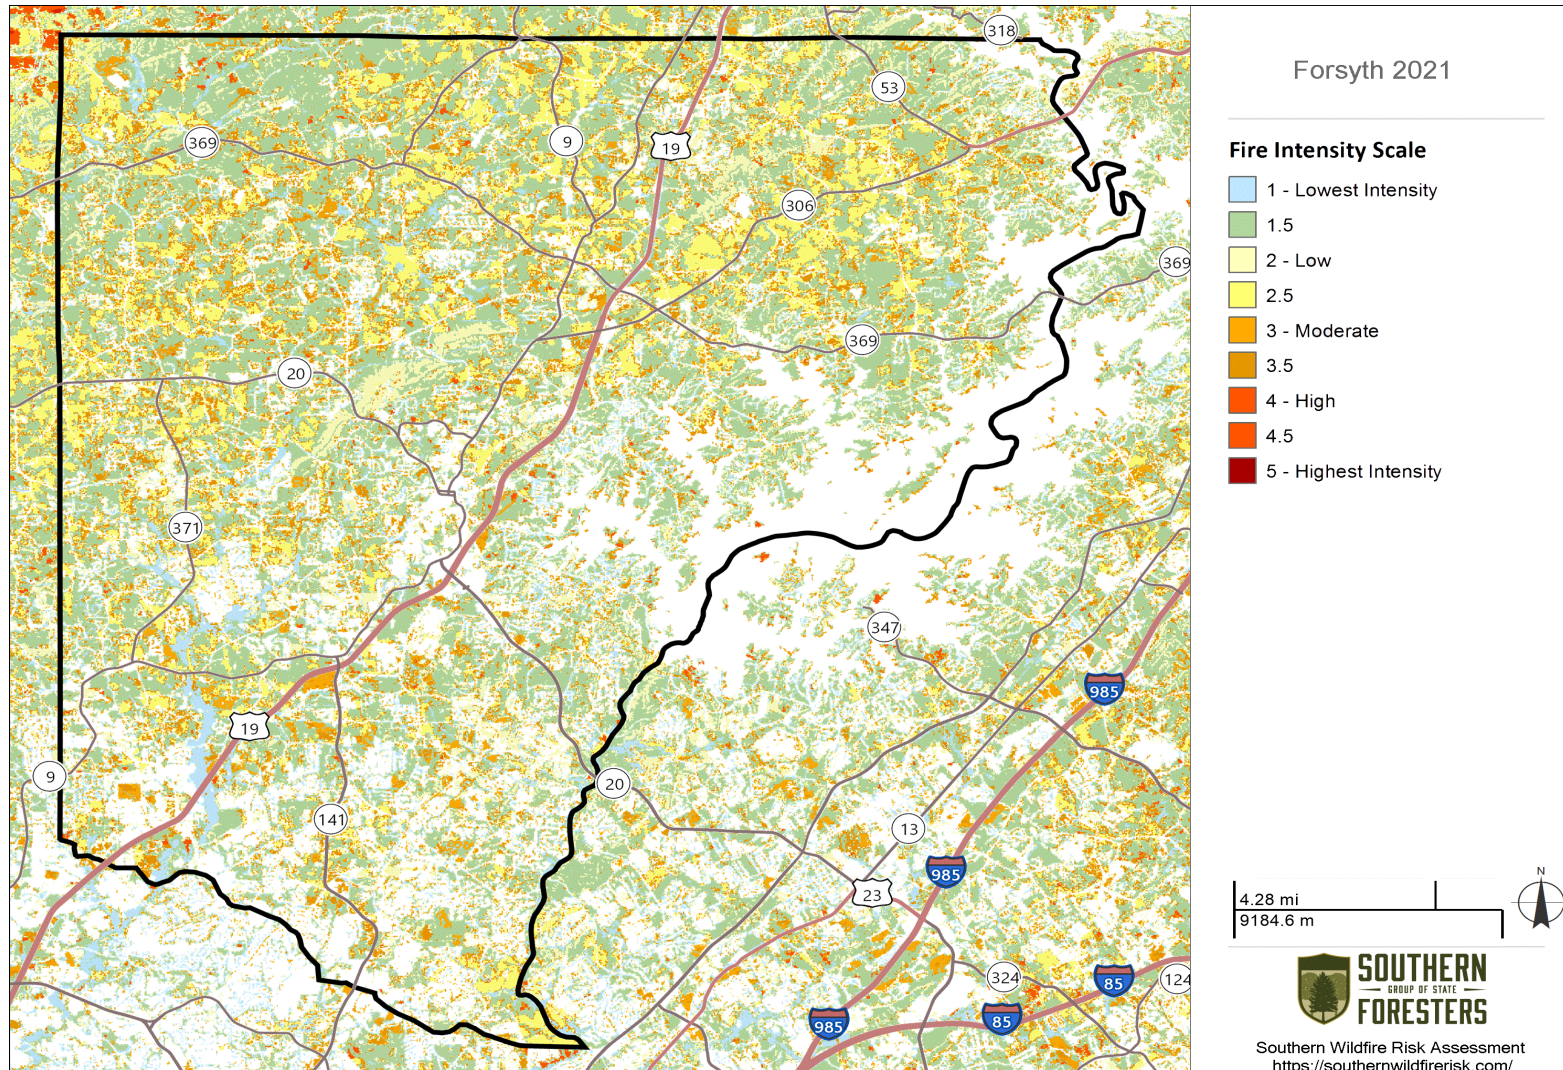 318
53
369
9
19
306
369
369
20
371
347
985
19
9
20
141
13
985
23
324
85
124
85
985
Forsyth 2021
Fire Intensity Scale
1 - Lowest Intensity
1.5
2 - Low
2.5
3 - Moderate
3.5
4 - High
4.5
5 - Highest Intensity
N
4.28 mi
9184.6 m
SOUTHERN
GROUP OF STATE
FORESTERS
Southern Wildfire Risk Assessment
https://southernwildfirerisk.com/